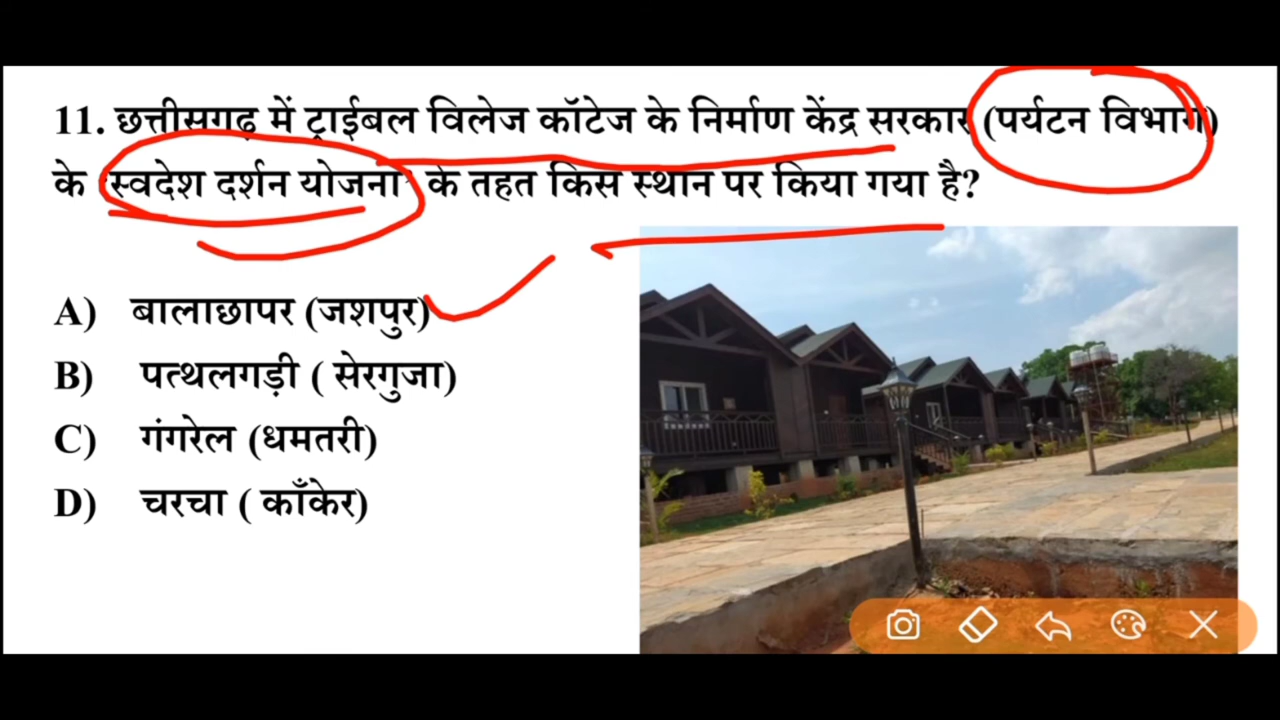 11. छत्तीसगढ़ में ट्राईबल विलेज कॉटेज के निर्माण केंद्र सरकार (पर्यटन विभाग)
के 'स्वदेश दर्शन योजना' के तहत किस स्थान पर किया गया है?
A) बालाछापर (जशपुर)
B) पत्थलगड़ी ( सेरगुजा)
C) गंगरेल (धमतरी)
D) चरचा ( काँकेर)